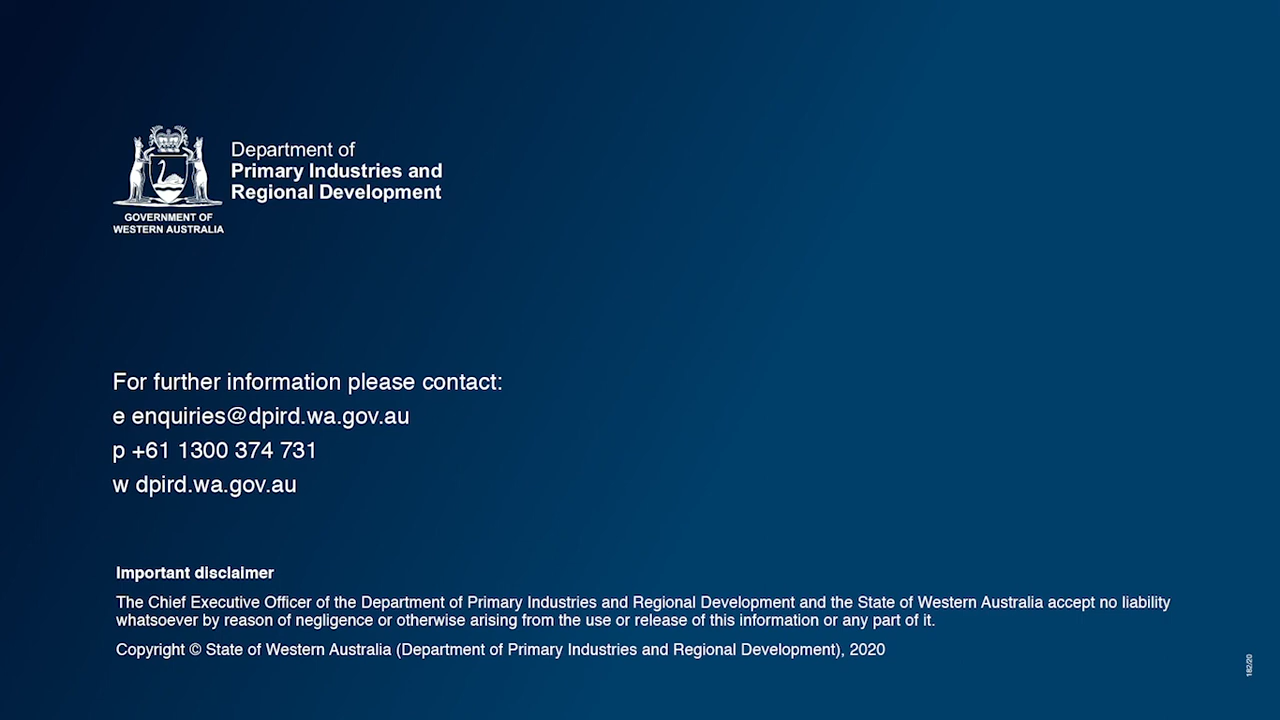 Department of
Primary Industries and
Regional Development
GOVERNMENT OF
WESTERN AUSTRALIA
For further information please contact:
e enquiries@dpird.wa.gov.au
p +61 1300 374 731
w dpird.wa.gov.au
Important disclaimer
The Chief Executive Officer of the Department of Primary Industries and Regional Development and the State of Western Australia accept no liability
whatsoever by reason of negligence or otherwise arising from the use or release of this information or any part of it.
Copyright © State of Western Australia (Department of Primary Industries and Regional Development), 2020
182/20